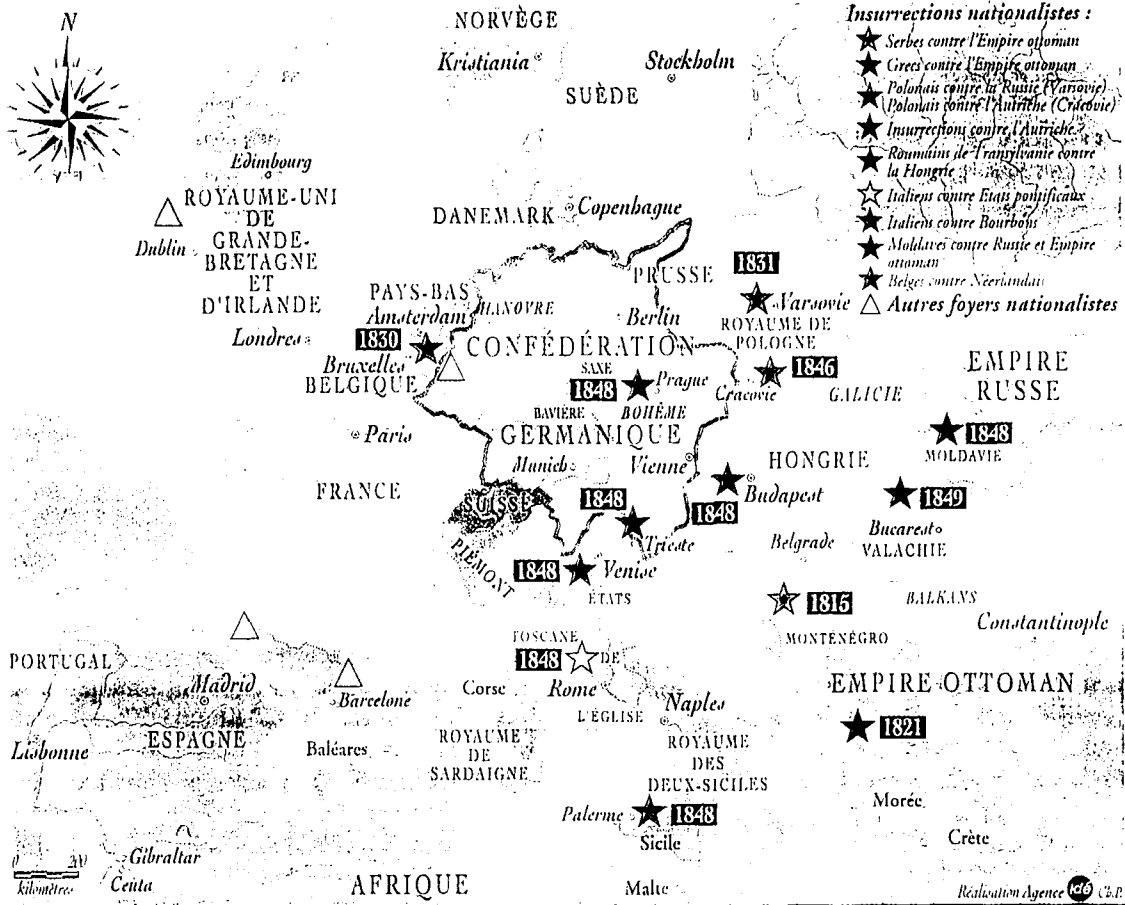 N
NORVÈGE
Kristiania
Stockholm
SUÈDE
Insurrections nationalistes :
Serbes contre l'Empire ottoman
Grecs contre l'Empire ottoman
Polonais contre la Russie (Varsovie)
Polonais contre l'Autriche (Cracovie)
Insurrections contre l'Autriche
Roumains de Transylvanie contre
la Hongrie
Italiens contre Etats pontificaux
Italiens contre Bourbons
Moldaves contre Russie et Empire
ottoman
Belges contre Néerlandais
Autres foyers nationalistes
Edimbourg
ROYAUME-UNI
DE
GRANDE-
BRETAGNE
ET
D'IRLANDE
Dublin
Londres
DANEMARK
Copenhague
PRUSSE
1831
Varsovie
ROYAUME DE
POLOGNE
PAYS-BAS
Amsterdam
HANOVRE
Berlin
1830
Bruxelles
BELGIQUE
CONFÉDÉRATION
SAXE
1848
Prague
BAVIÈRE
BOHÊME
GERMANIQUE
1846
Cracovie
GALICIE
EMPIRE
RUSSE
1848
MOLDAVIE
Paris
Munich
Vienne
HONGRIE
Budapest
1848
1849
Bucarest
VALACHIE
FRANCE
SUISSE
1848
Trieste
Belgrade
PIÉMONT
1848
Venise
ÉTATS
1815
MONTÉNÉGRO
BALKANS
Constantinople
TOSCANE
1848
DE
Rome
L'ÉGLISE
Corse
Naples
EMPIRE OTTOMAN
1821
PORTUGAL
Madrid
Barcelone
Lisbonne
ESPAGNE
Baléares
ROYAUME
DE
SARDAIGNE
ROYAUME
DES
DEUX-SICILES
Palerme
1848
Sicile
Morée
Crète
Gibraltar
Ceuta
0 200
kilomètres
AFRIQUE
Malte
Réalisation Agence idé Ch.P.